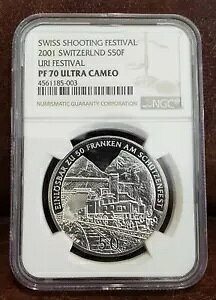 SWISS SHOOTING FESTIVAL
2001 SWITZERLND S50F
URI FESTIVAL
PF 70 ULTRA CAMEO
4561185-003
NUMISMATIC GUARANTY CORPORATION
NGC
EINLÖSBAR ZU 50 FRANKEN AM SCHÜTZENFEST